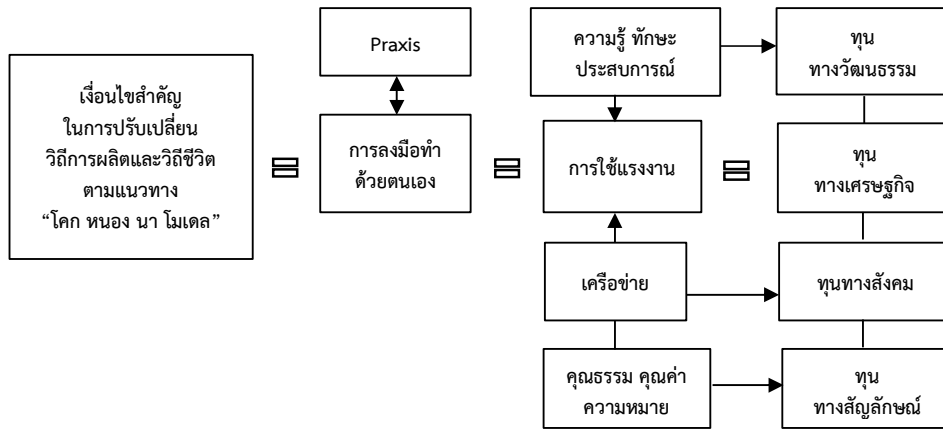 เงื่อนไขสำคัญ
ในการปรับเปลี่ยน
วิถีการผลิตและวิถีชีวิต
ตามแนวทาง
“โคก หนอง นา โมเดล”
Praxis
การลงมือทำ
ด้วยตนเอง
ความรู้ ทักษะ
ประสบการณ์
การใช้แรงงาน
เครือข่าย
คุณธรรม คุณค่า
ความหมาย
ทุน
ทางวัฒนธรรม
ทุน
ทางเศรษฐกิจ
ทุนทางสังคม
ทุน
ทางสัญลักษณ์